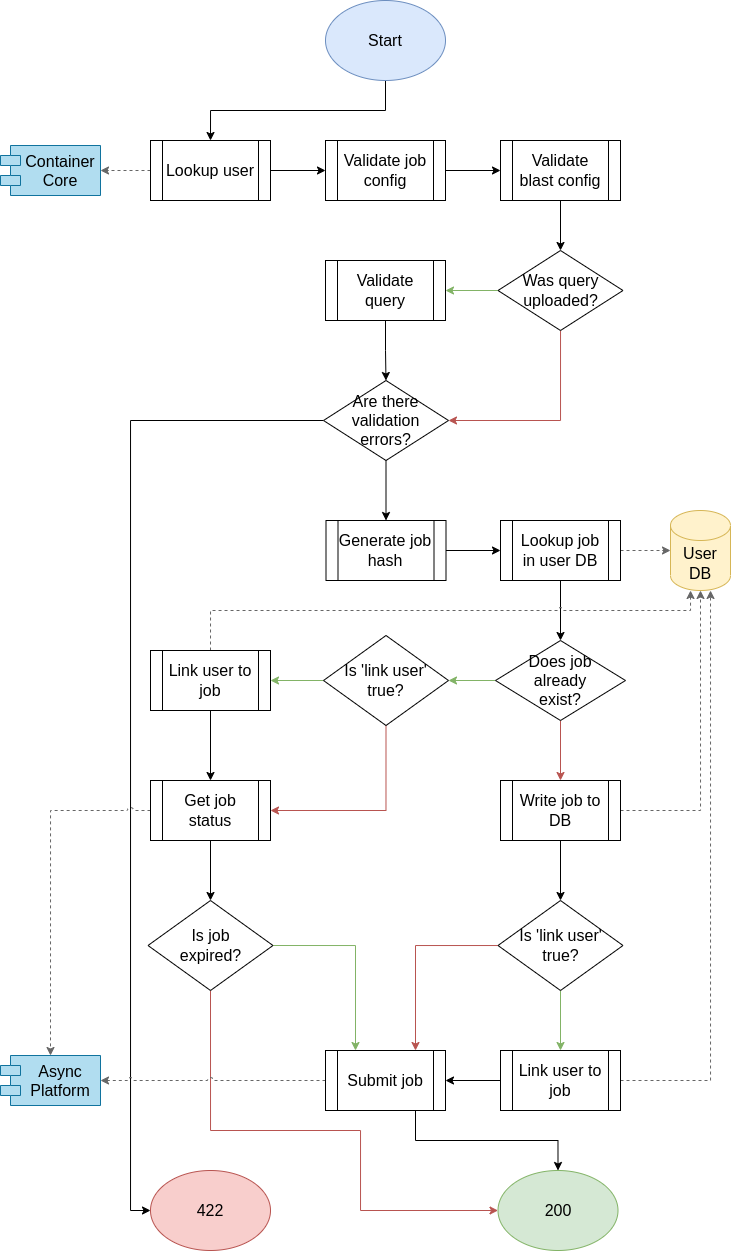 Start
Container
Core
Lookup user
Validate job
config
Validate
blast config
Validate
query
Was query
uploaded?
Are there
validation
errors?
Generate job
hash
Lookup job
in user DB
User
DB
Link user to
job
Is 'link user'
true?
Does job
already
exist?
Get job
status
Write job to
DB
Is job
expired?
Is 'link user'
true?
Async
Platform
Submit job
Link user to
job
422
200